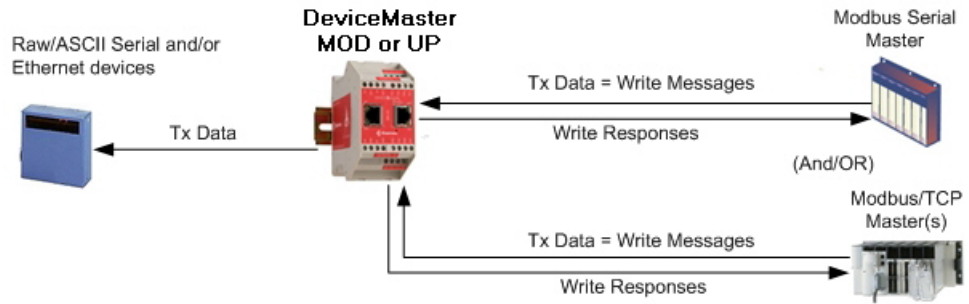 DeviceMaster
MOD or UP
Raw/ASCII Serial and/or
Ethernet devices
Tx Data
Modbus Serial
Master
Tx Data = Write Messages
Write Responses
(And/OR)
Modbus/TCP
Master(s)
Tx Data = Write Messages
Write Responses